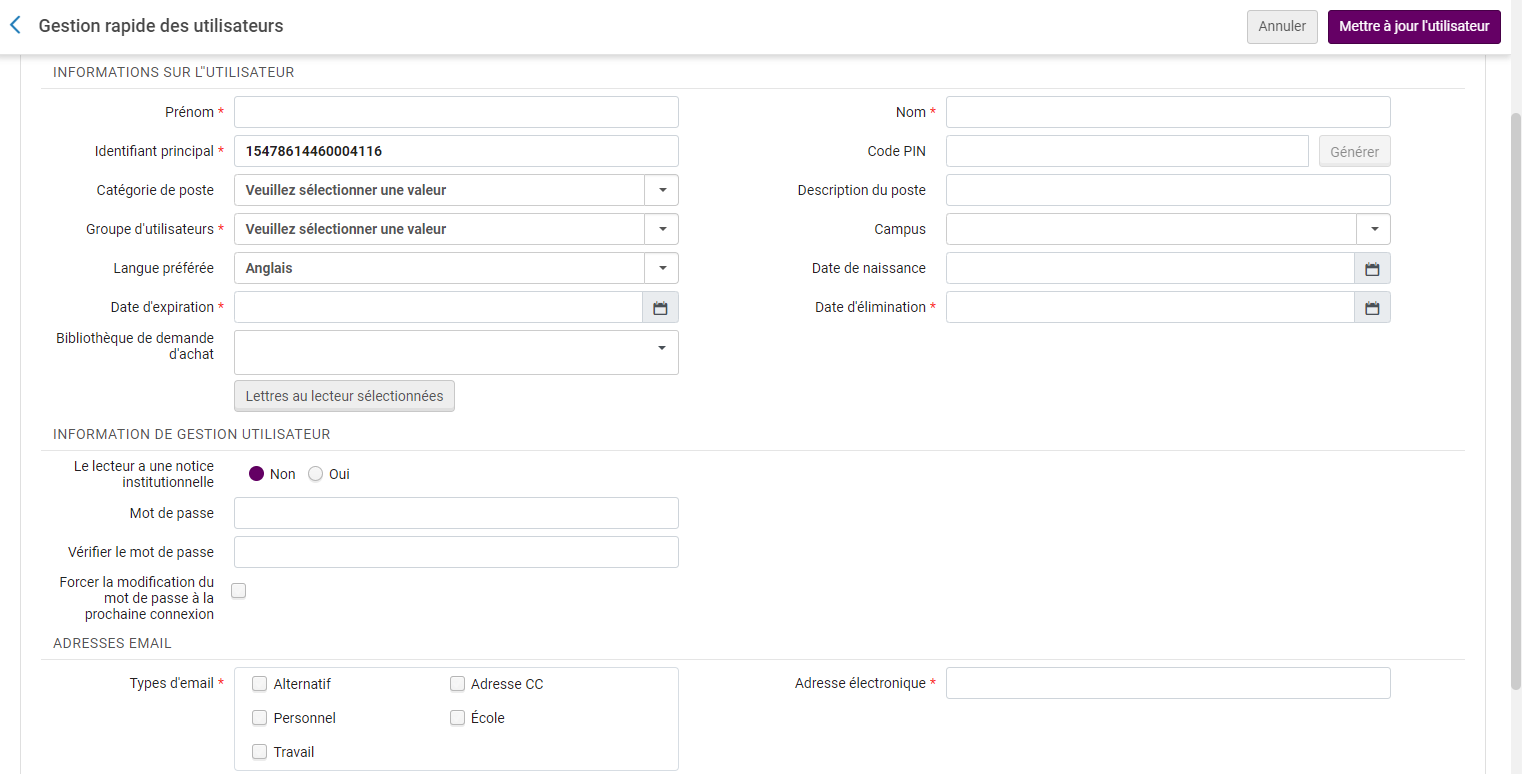 Gestion rapide des utilisateurs
Annuler
Mettre à jour l'utilisateur
INFORMATIONS SUR L''UTILISATEUR
Prénom *
Nom *
Identifiant principal * 15478614460004116
Code PIN
Générer
Catégorie de poste Veuillez sélectionner une valeur
Description du poste
Groupe d'utilisateurs * Veuillez sélectionner une valeur
Campus
Langue préférée Anglais
Date de naissance
Date d'expiration *
Date d'élimination *
Bibliothèque de demande
d'achat
Lettres au lecteur sélectionnées
INFORMATION DE GESTION UTILISATEUR
Le lecteur a une notice
institutionnelle
Non Oui
Mot de passe
Vérifier le mot de passe
Forcer la modification du
mot de passe à la
prochaine connexion
ADRESSES EMAIL
Types d'email *
Alternatif Adresse CC
Adresse électronique *
Personnel École
Travail